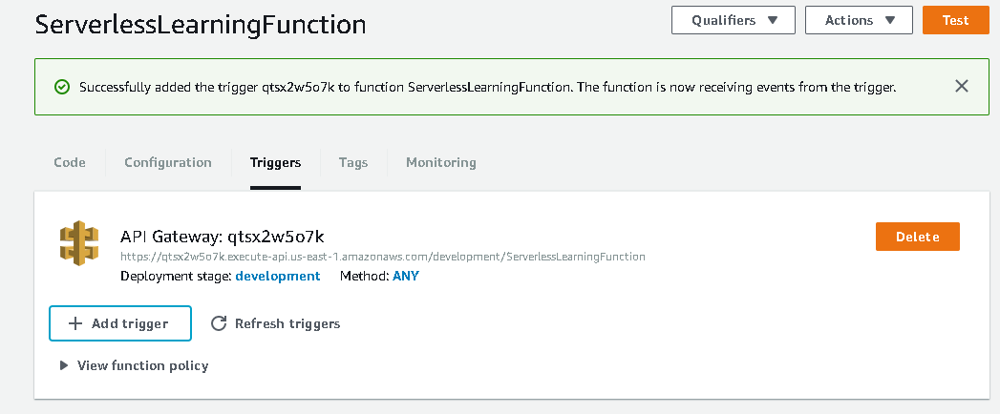 ServerlessLearningFunction
Qualifiers
Actions
Test
Successfully added the trigger qtsx2w5o7k to function ServerlessLearningFunction. The function is now receiving events from the trigger.
Code Configuration Triggers Tags Monitoring
API Gateway: qtsx2w5o7k
Delete
https://qtsx2w5o7k.execute-api.us-east-1.amazonaws.com/development/ServerlessLearningFunction
Deployment stage: development Method: ANY
Add trigger
Refresh triggers
View function policy